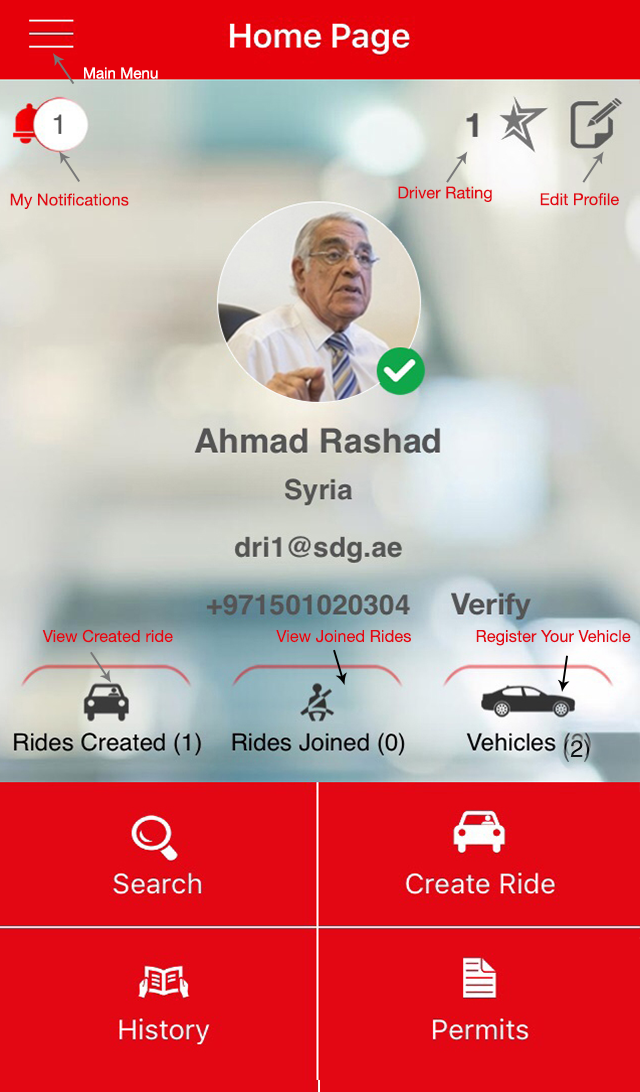 Home Page
Main Menu
1
1
My Notifications
Driver Rating
Edit Profile
Ahmad Rashad
Syria
dri1@sdg.ae
+971501020304 Verify
View Created ride
View Joined Rides
Register Your Vehicle
Rides Created (1)
Rides Joined (0)
Vehicles (2)
Search
Create Ride
History
Permits